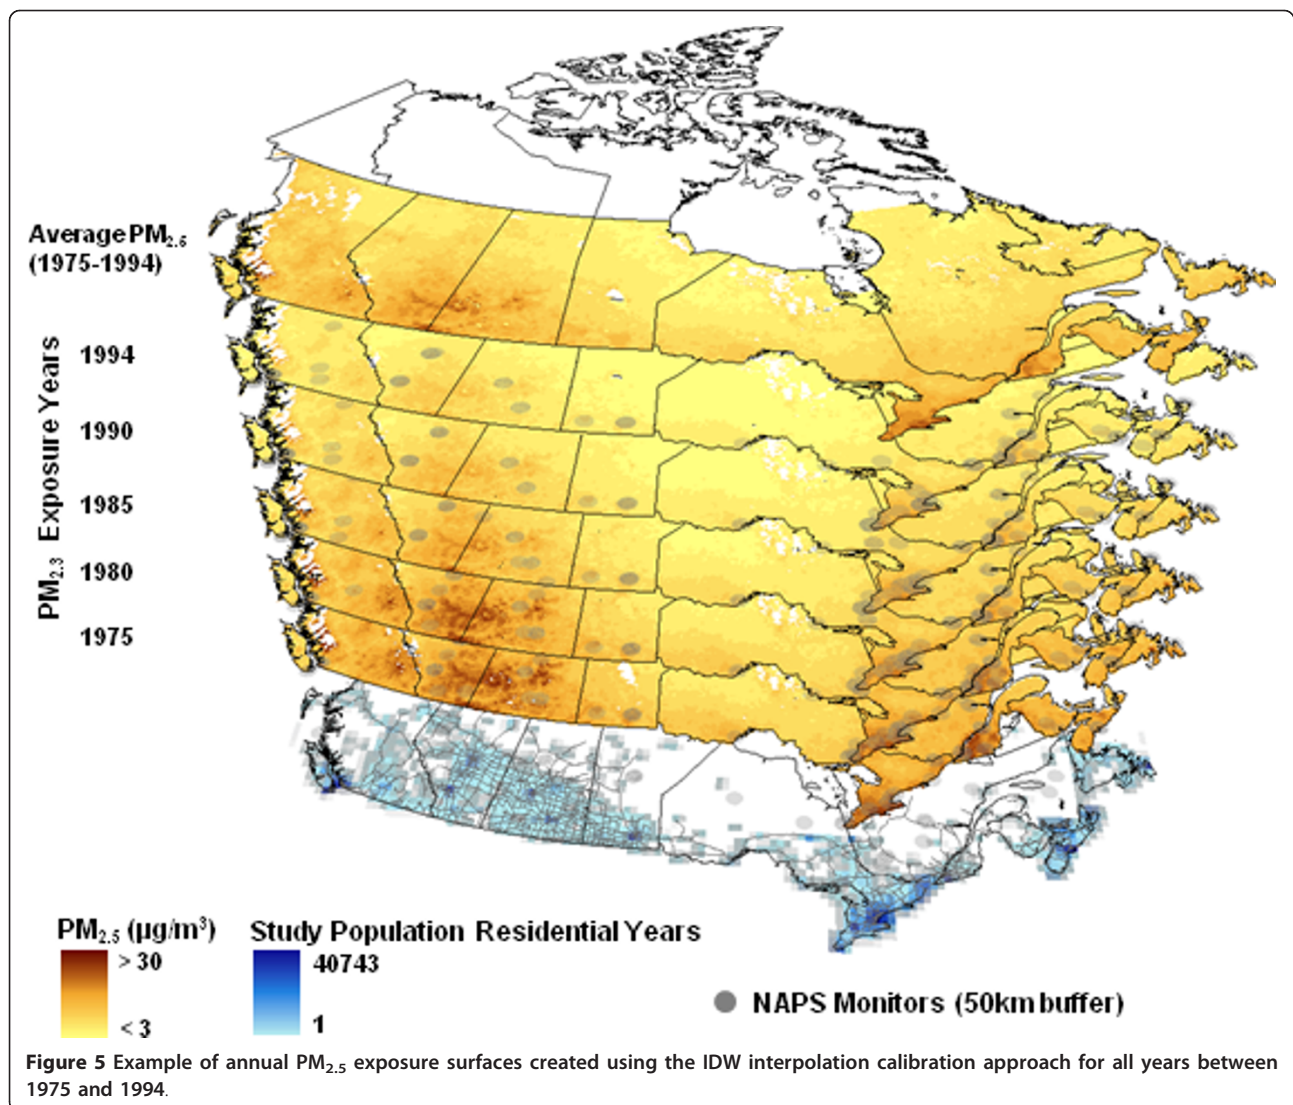 Average PM2.5
(1975-1994)
PM2.3 Exposure Years
1994
1990
1985
1980
1975
PM2.5 (µg/m³)
> 30
< 3
Study Population Residential Years
40743
1
NAPS Monitors (50km buffer)
Figure 5 Example of annual PM2.5 exposure surfaces created using the IDW interpolation calibration approach for all years between
1975 and 1994.